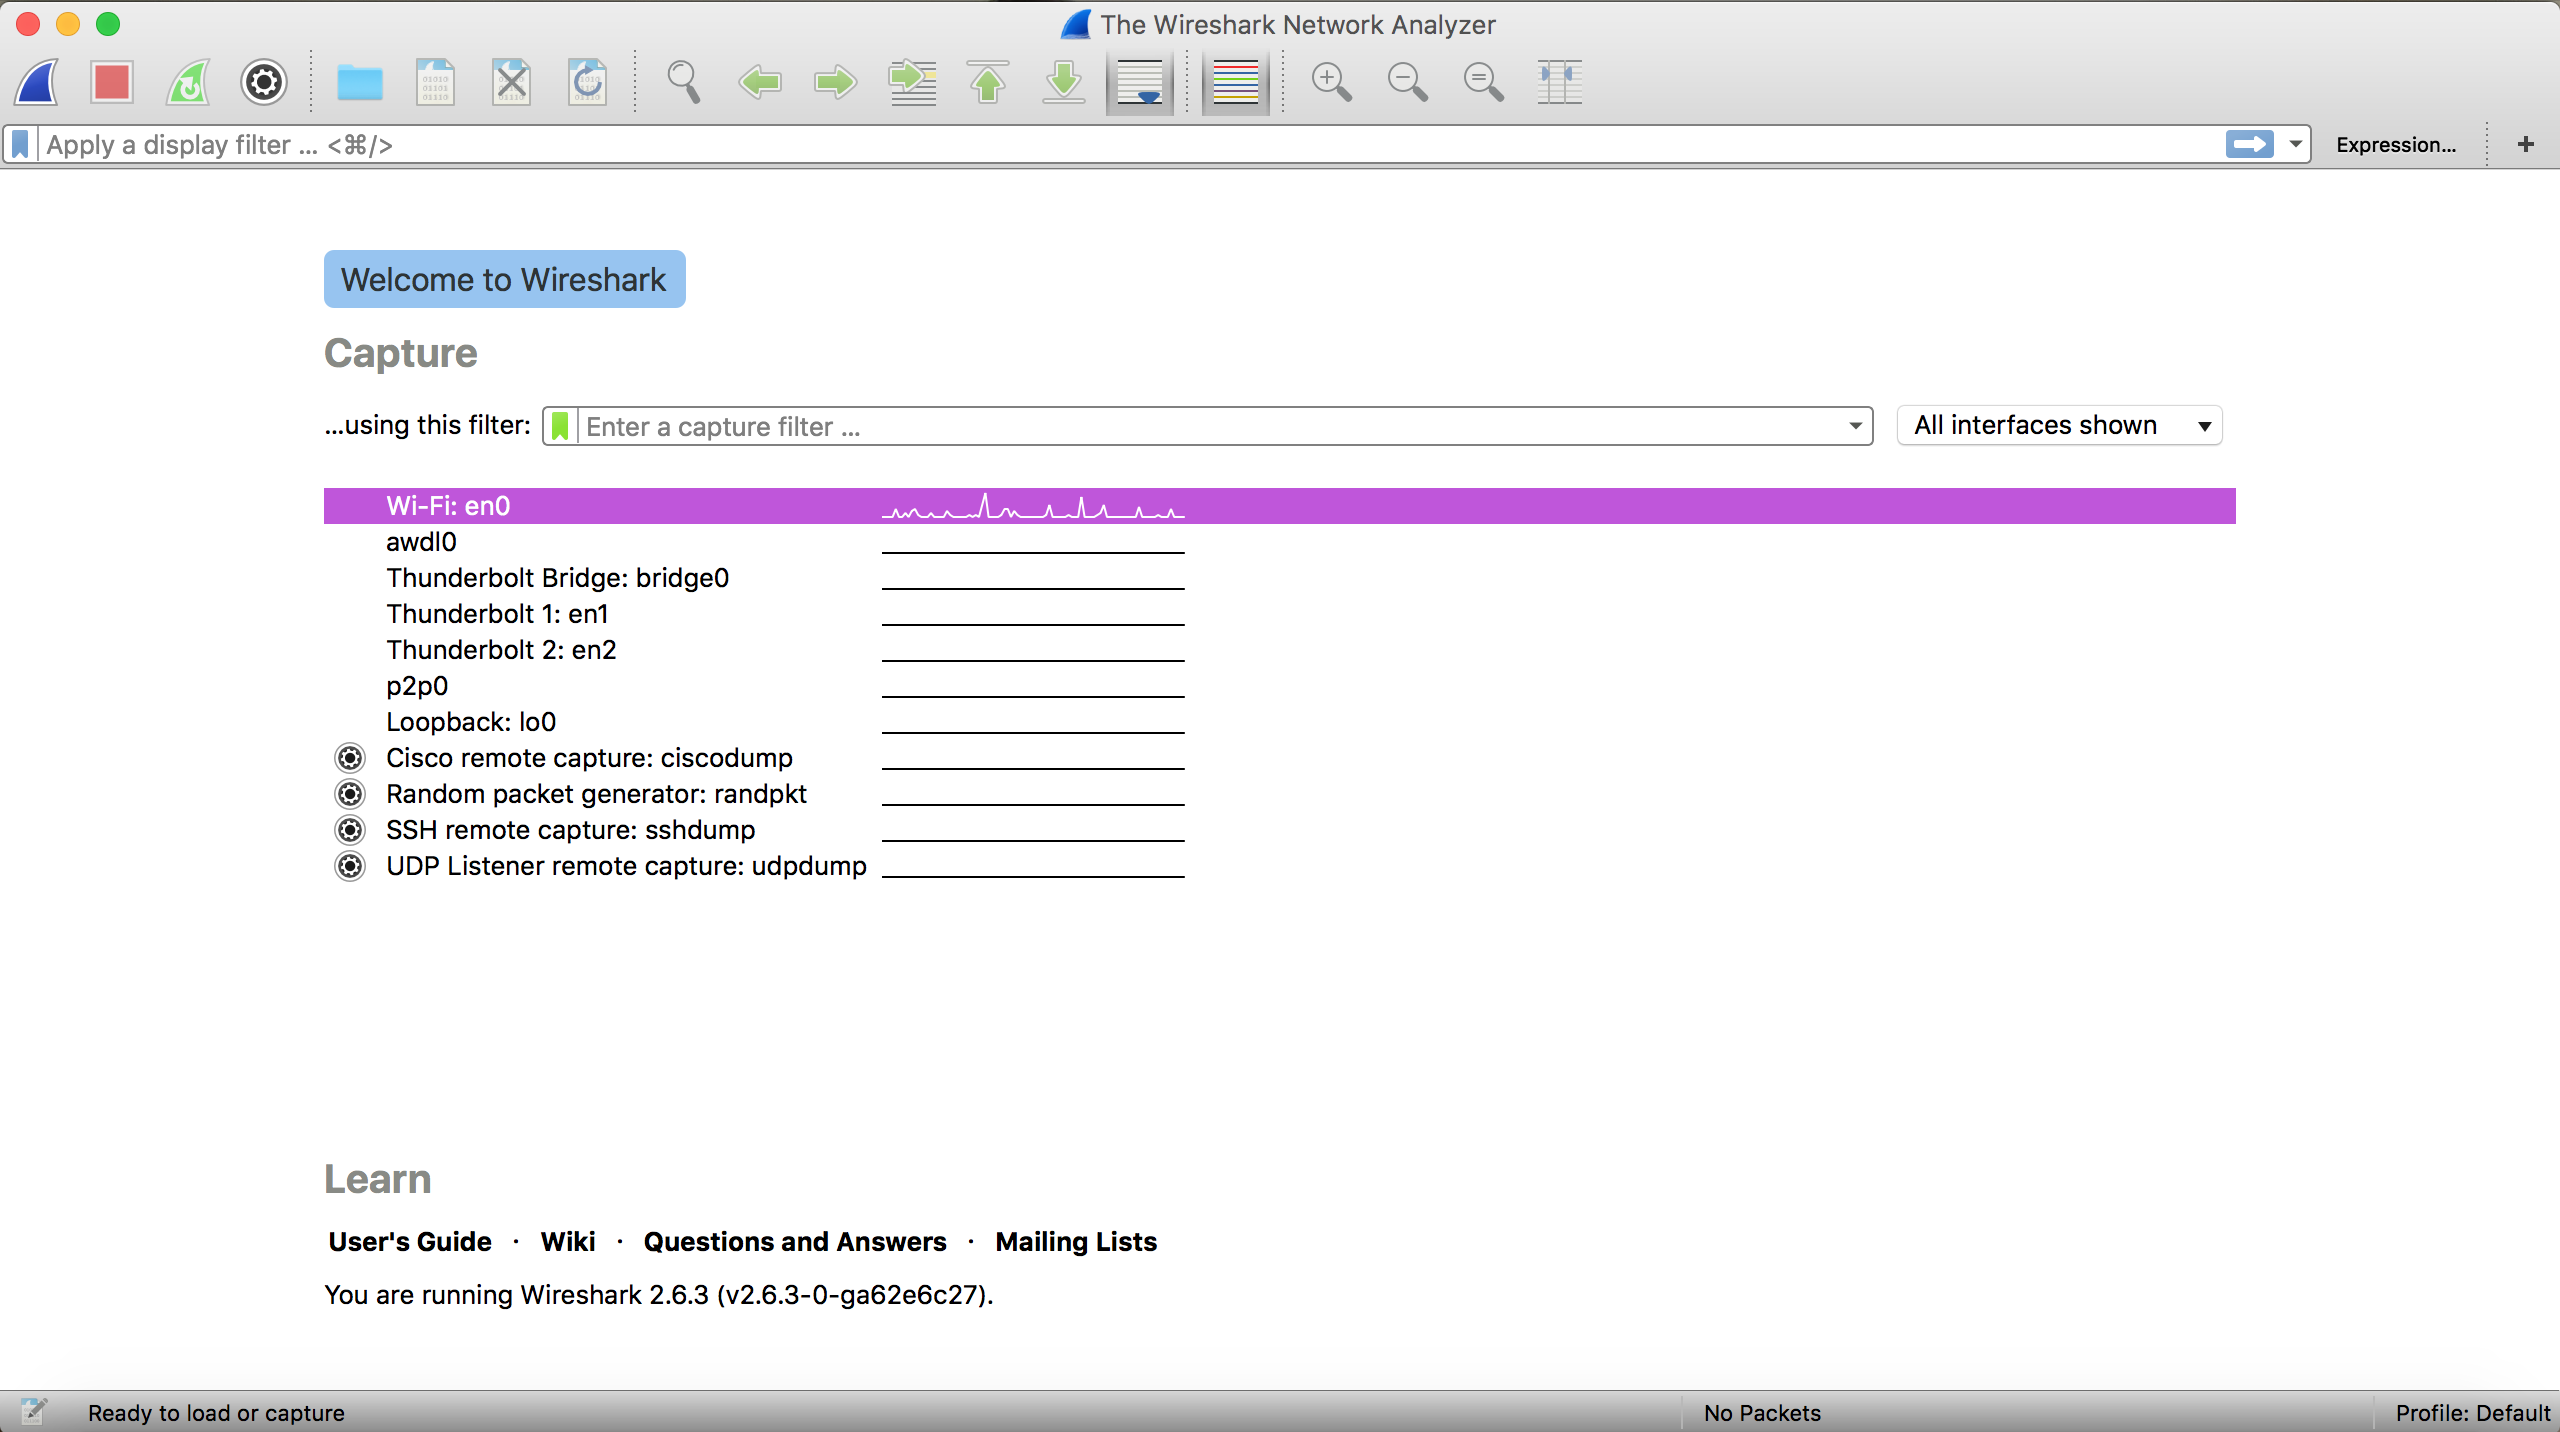 The Wireshark Network Analyzer
Apply a display filter ... <⌘/>
Expression...
+
Welcome to Wireshark
Capture
...using this filter:
Enter a capture filter ...
All interfaces shown
Wi-Fi: en0
awdl0
Thunderbolt Bridge: bridge0
Thunderbolt 1: en1
Thunderbolt 2: en2
p2p0
Loopback: lo0
Cisco remote capture: ciscodump
Random packet generator: randpkt
SSH remote capture: sshdump
UDP Listener remote capture: udpdump
Learn
User's Guide · Wiki · Questions and Answers · Mailing Lists
You are running Wireshark 2.6.3 (v2.6.3-0-ga62e6c27).
Ready to load or capture
No Packets
Profile: Default